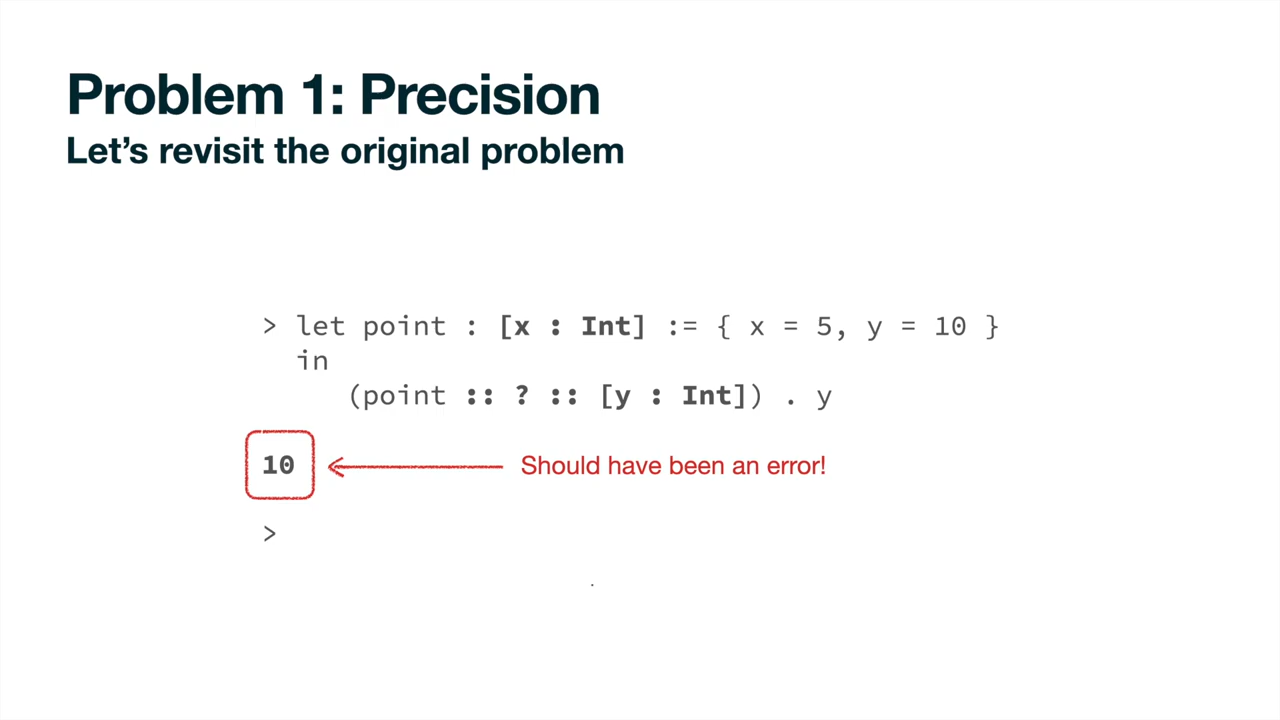 Problem 1: Precision
Let's revisit the original problem
> let point : [x : Int] := { x = 5, y = 10 }
in
(point :: ? :: [y : Int]) . y
10 Should have been an error!
>